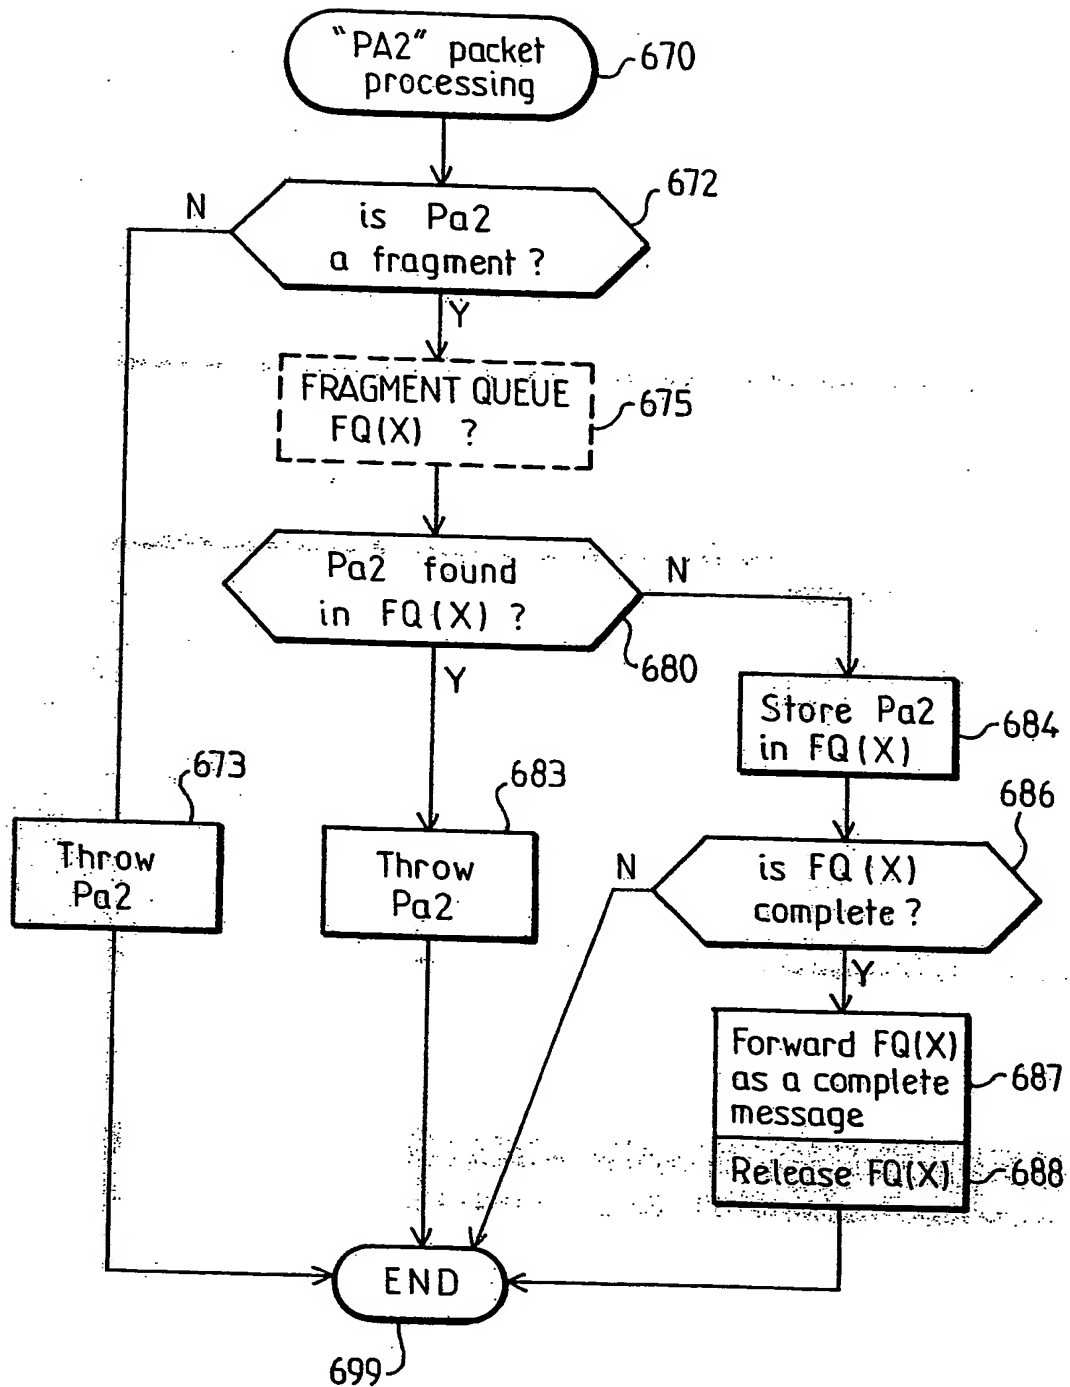 "PA2" packet
processing
670
672
N
is Pa2
a fragment ?
Y
FRAGMENT QUEUE
FQ(X) ?
675
Pa2 found
in FQ(X) ?
N
680
Y
Store Pa2
in FQ(X)
684
673
683
686
Throw
Pa2
Throw
Pa2
N
is FQ (X)
complete ?
Y
Forward FQ(X)
as a complete
message
687
Release FQ(X)
688
END
699